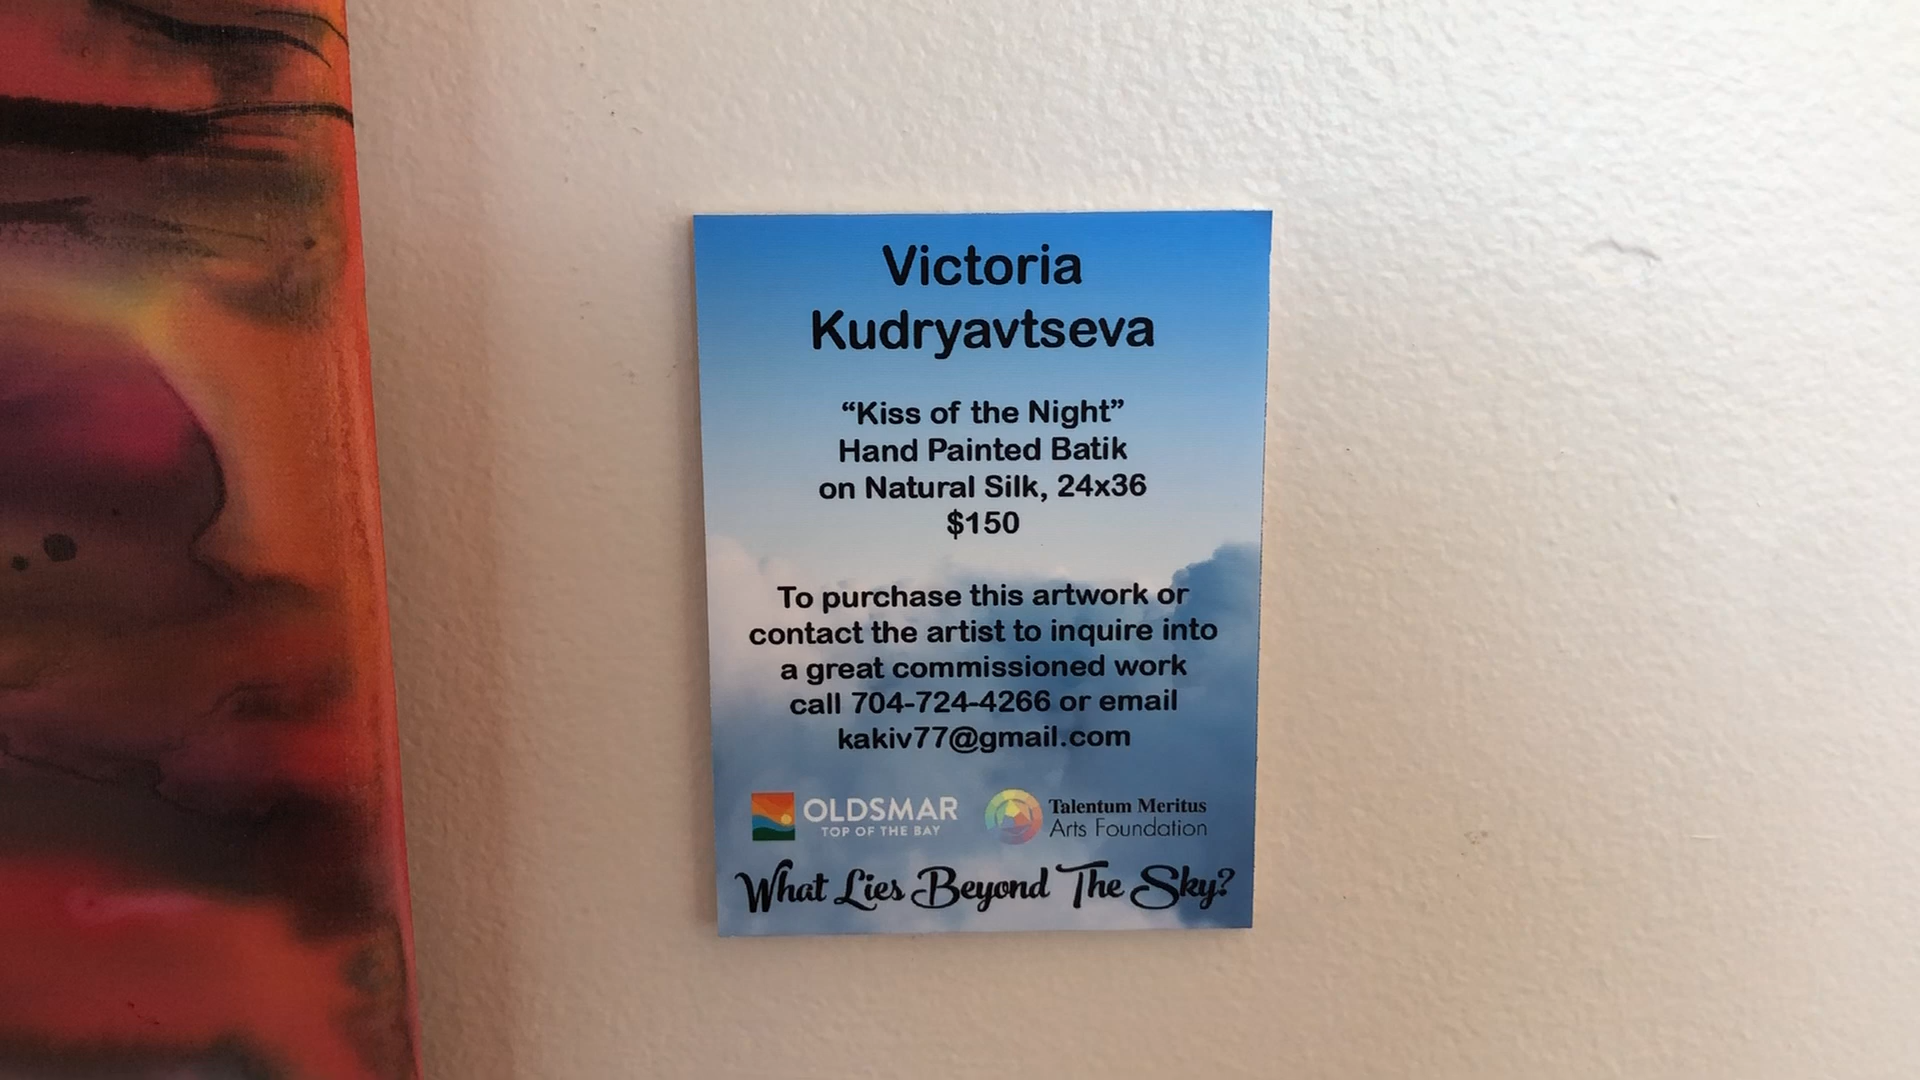 Victoria
Kudryavtseva
“Kiss of the Night”
Hand Painted Batik
on Natural Silk, 24x36
$150
To purchase this artwork or
contact the artist to inquire into
a great commissioned work
call 704-724-4266 or email
kakiv77@gmail.com
OLDSMAR
TOP OF THE BAY
Talentum Meritus
Arts Foundation
What Lies Beyond The Sky?